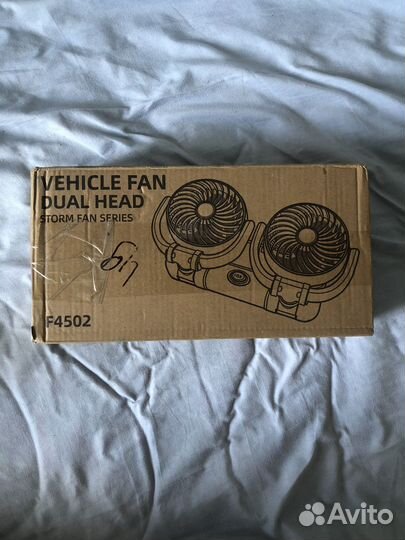 VEHICLE FAN
DUAL HEAD
STORM FAN SERIES
F4502
Avito